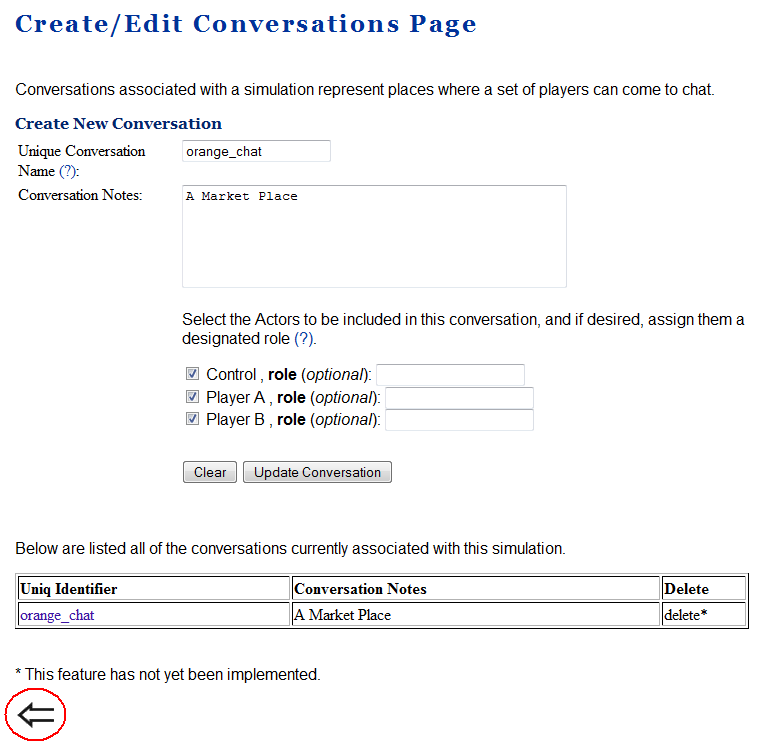 Create/Edit Conversations Page
Conversations associated with a simulation represent places where a set of players can come to chat.
Create New Conversation
Unique Conversation Name (?):
orange_chat
Conversation Notes:
A Market Place
Select the Actors to be included in this conversation, and if desired, assign them a
designated role (?).
Control , role (optional):
Player A , role (optional):
Player B , role (optional):
Clear Update Conversation
Below are listed all of the conversations currently associated with this simulation.
Uniq Identifier Conversation Notes Delete
orange_chat A Market Place delete*
* This feature has not yet been implemented.